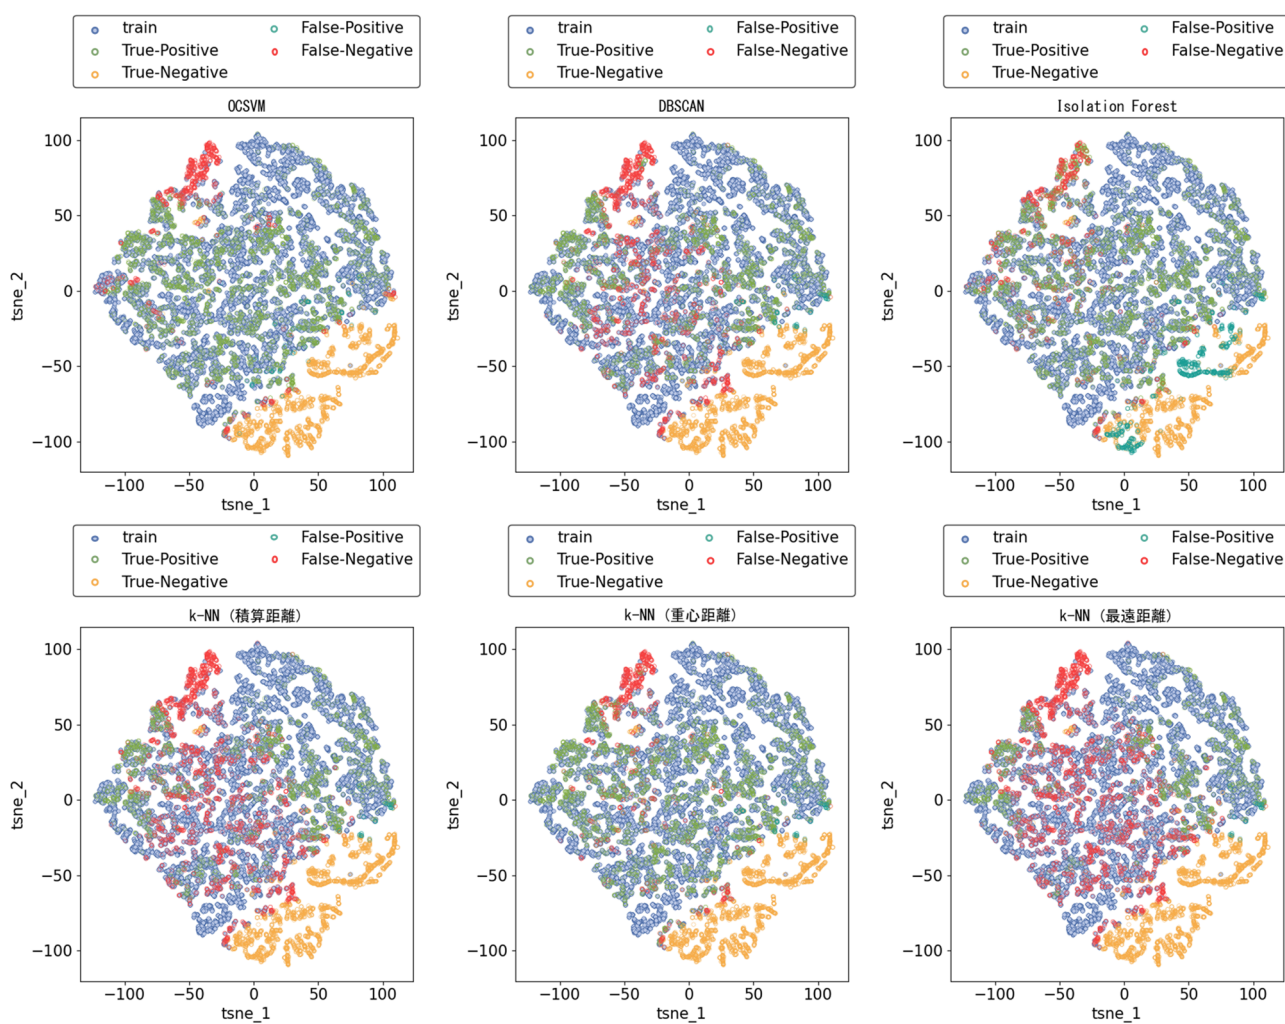 train
True-Positive
True-Negative
False-Positive
False-Negative
OCSVM
100
50
0
−50
−100
tsne_2
−100 −50 0 50 100
tsne_1
train
True-Positive
True-Negative
False-Positive
False-Negative
DBSCAN
100
50
0
−50
−100
tsne_2
−100 −50 0 50 100
tsne_1
train
True-Positive
True-Negative
False-Positive
False-Negative
Isolation Forest
100
50
0
−50
−100
tsne_2
−100 −50 0 50 100
tsne_1
train
True-Positive
True-Negative
False-Positive
False-Negative
k-NN (積算距離)
100
50
0
−50
−100
tsne_2
−100 −50 0 50 100
tsne_1
train
True-Positive
True-Negative
False-Positive
False-Negative
k-NN (重心距離)
100
50
0
−50
−100
tsne_2
−100 −50 0 50 100
tsne_1
train
True-Positive
True-Negative
False-Positive
False-Negative
k-NN (最遠距離)
100
50
0
−50
−100
tsne_2
−100 −50 0 50 100
tsne_1